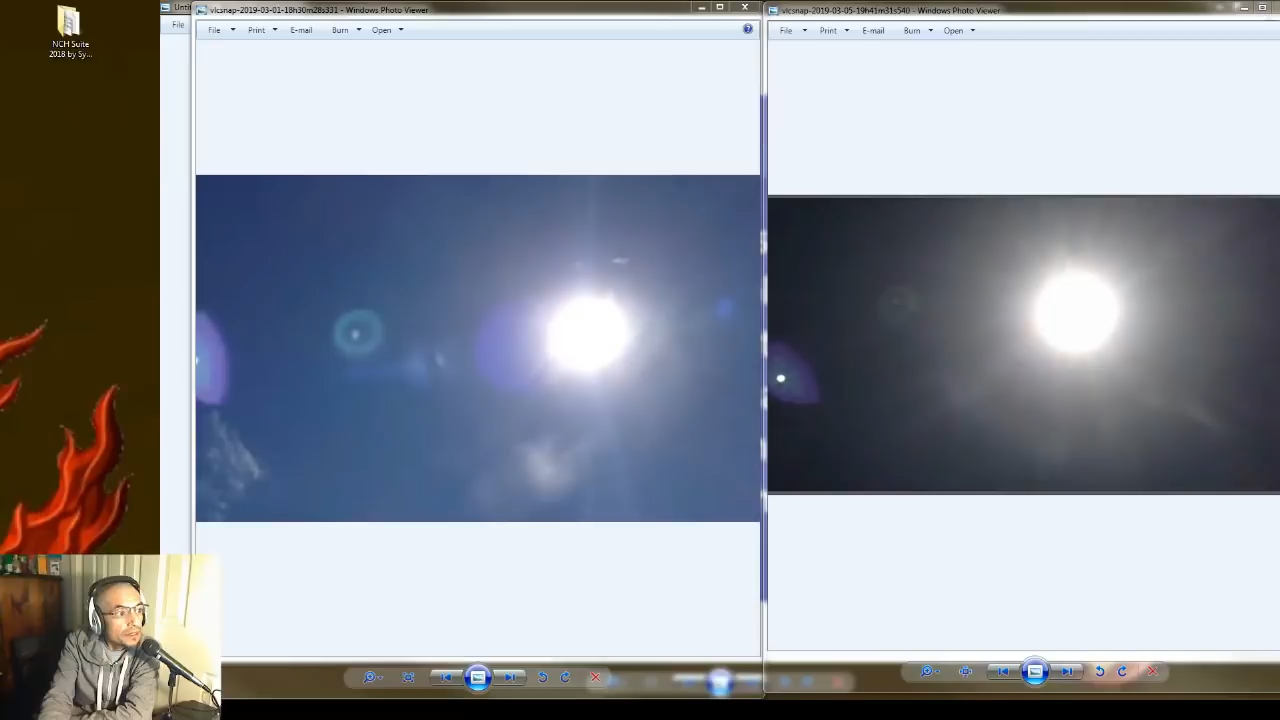 NCH Suite
2018 by Sy...
Untit
File
vlcsnap-2019-03-01-18h30m28s331 - Windows Photo Viewer
File Print E-mail Burn Open
vlcsnap-2019-03-05-19h41m31s540 - Windows Photo Viewer
File Print E-mail Burn Open